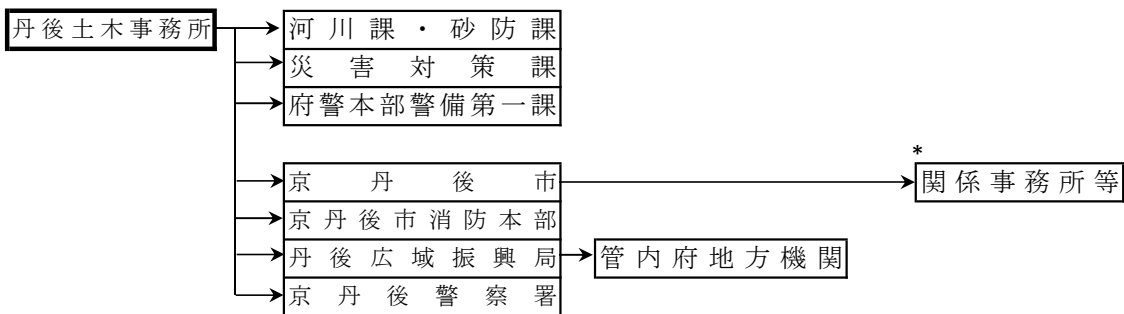 丹後土木事務所
河川課・砂防課
災害対策課
府警本部警備第一課
*
京丹後市
関係事務所等
京丹後市消防本部
丹後広域振興局
管内府地方機関
京丹後警察署